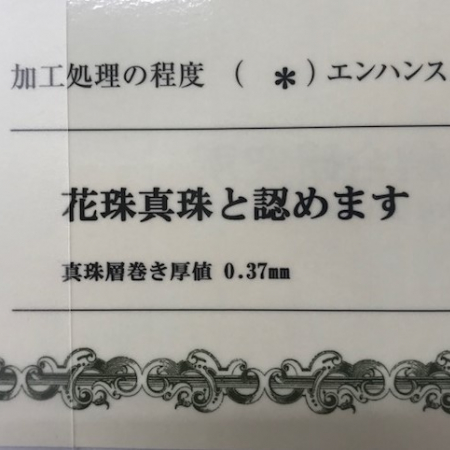 加工処理の程度 ( * ) エンハンス
花珠真珠と認めます
真珠層巻き厚値 0.37mm